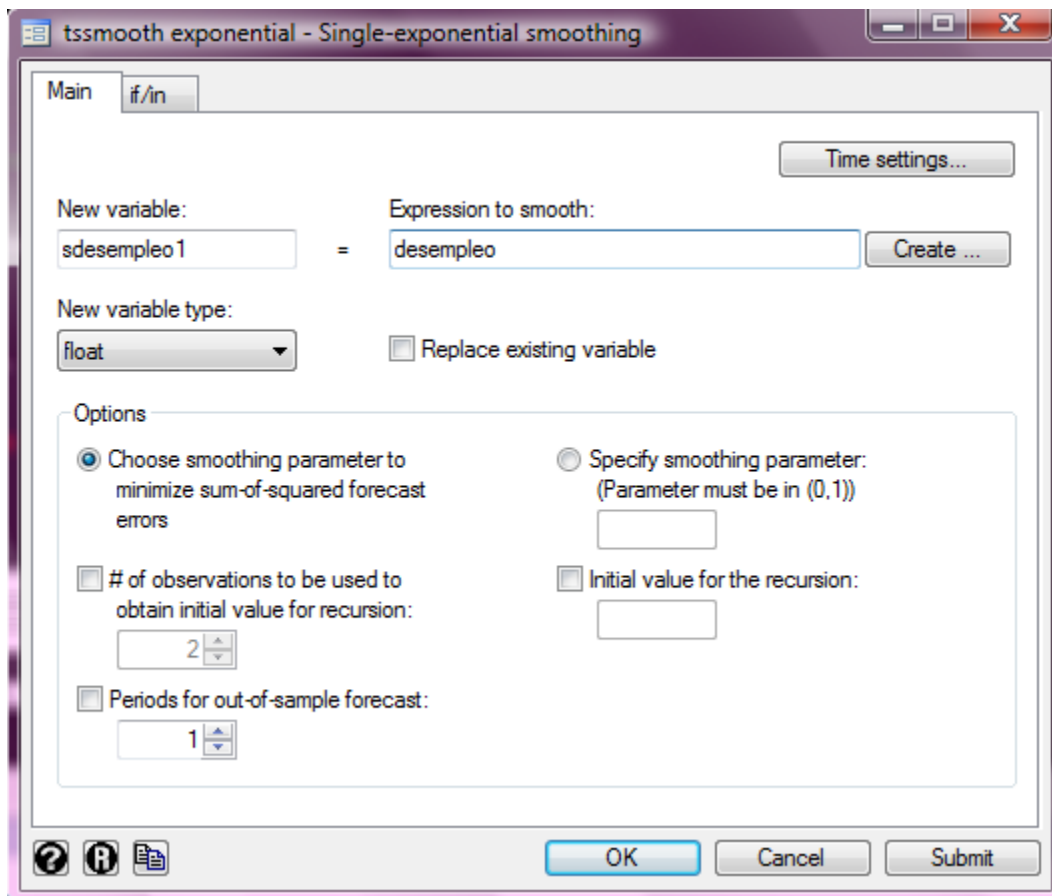 tssmooth exponential - Single-exponential smoothing
Main if/in
Time settings...
New variable: Expression to smooth:
sdesempleo1 = desempleo Create ...
New variable type:
float Replace existing variable
Options
Choose smoothing parameter to
minimize sum-of-squared forecast
errors
Specify smoothing parameter:
(Parameter must be in (0,1))
# of observations to be used to
obtain initial value for recursion:
2
Initial value for the recursion:
Periods for out-of-sample forecast:
1
? R OK Cancel Submit